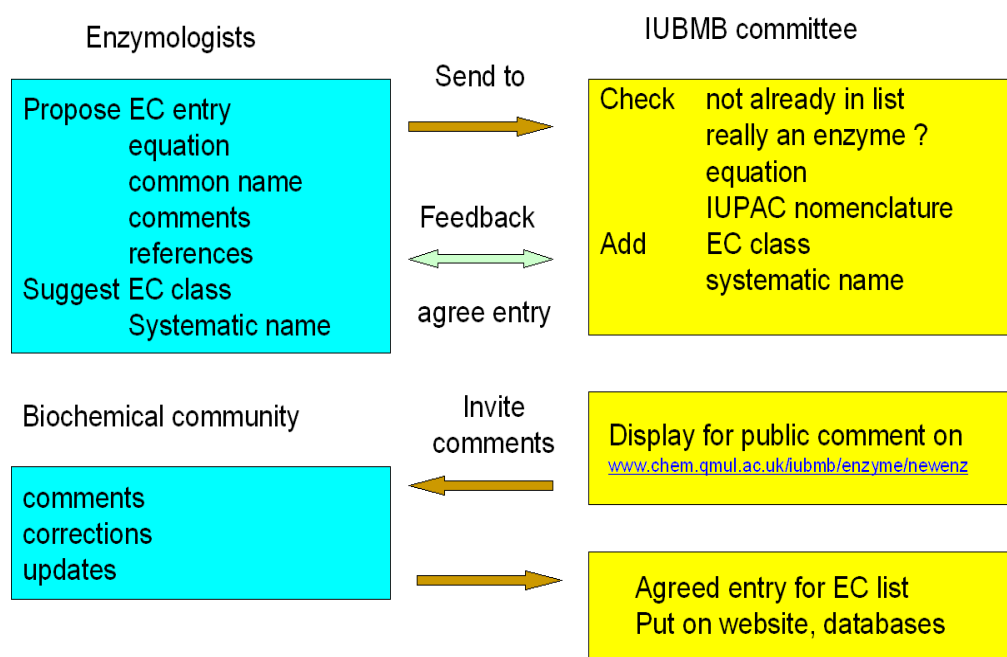 Enzymologists
IUBMB committee
Send to
Propose EC entry
equation
common name
comments
references
Suggest EC class
Systematic name
Check not already in list
really an enzyme ?
equation
IUPAC nomenclature
Add EC class
systematic name
Feedback
agree entry
Biochemical community
Invite
comments
Display for public comment on
www.chem.qmul.ac.uk/iubmb/enzyme/newenz
comments
corrections
updates
Agreed entry for EC list
Put on website, databases